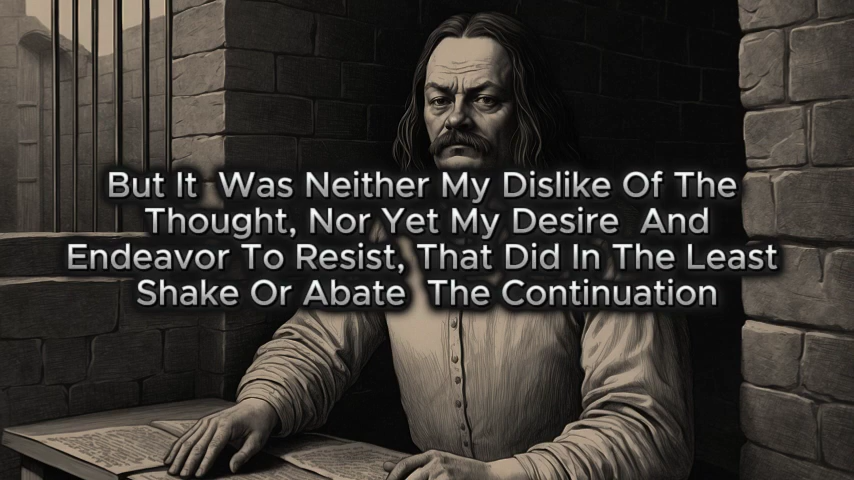 But It  Was Neither My Dislike Of The
Thought, Nor Yet My Desire  And
Endeavor To Resist, That Did In The Least
Shake Or Abate  The Continuation